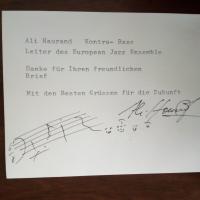 Ali Haurand Kontra- Bass
Leiter des European Jazz Ensemble
Danke für Ihren freundlichen
Brief
Mit den Besten Grüssen für die Zukunft